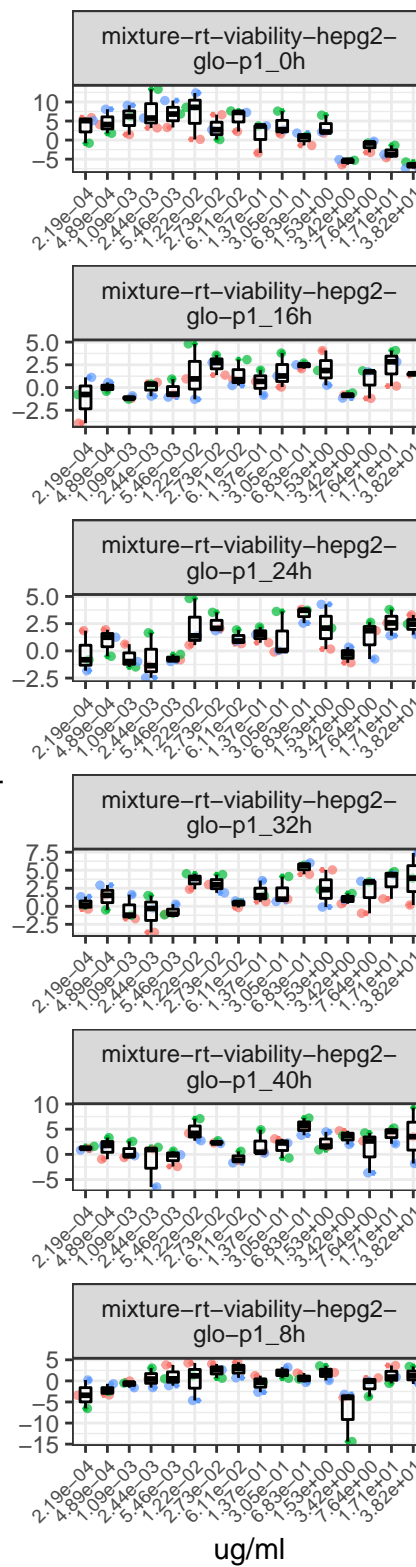 mixture−rt−viability−hepg2−
glo−p1_0h
10
5
0
−5
2.19e−04
4.89e−04
1.09e−03
2.44e−03
5.46e−03
1.22e−02
2.73e−02
6.11e−02
1.37e−01
3.05e−01
6.83e−01
1.53e+00
3.42e+00
7.64e+00
1.71e+01
3.82e+01
mixture−rt−viability−hepg2−
glo−p1_16h
5.0
2.5
0.0
−2.5
2.19e−04
4.89e−04
1.09e−03
2.44e−03
5.46e−03
1.22e−02
2.73e−02
6.11e−02
1.37e−01
3.05e−01
6.83e−01
1.53e+00
3.42e+00
7.64e+00
1.71e+01
3.82e+01
mixture−rt−viability−hepg2−
glo−p1_24h
5.0
2.5
0.0
−2.5
2.19e−04
4.89e−04
1.09e−03
2.44e−03
5.46e−03
1.22e−02
2.73e−02
6.11e−02
1.37e−01
3.05e−01
6.83e−01
1.53e+00
3.42e+00
7.64e+00
1.71e+01
3.82e+01
mixture−rt−viability−hepg2−
glo−p1_32h
7.5
5.0
2.5
0.0
−2.5
2.19e−04
4.89e−04
1.09e−03
2.44e−03
5.46e−03
1.22e−02
2.73e−02
6.11e−02
1.37e−01
3.05e−01
6.83e−01
1.53e+00
3.42e+00
7.64e+00
1.71e+01
3.82e+01
mixture−rt−viability−hepg2−
glo−p1_40h
10
5
0
−5
2.19e−04
4.89e−04
1.09e−03
2.44e−03
5.46e−03
1.22e−02
2.73e−02
6.11e−02
1.37e−01
3.05e−01
6.83e−01
1.53e+00
3.42e+00
7.64e+00
1.71e+01
3.82e+01
mixture−rt−viability−hepg2−
glo−p1_8h
5
0
−5
−10
−15
2.19e−04
4.89e−04
1.09e−03
2.44e−03
5.46e−03
1.22e−02
2.73e−02
6.11e−02
1.37e−01
3.05e−01
6.83e−01
1.53e+00
3.42e+00
7.64e+00
1.71e+01
3.82e+01
ug/ml